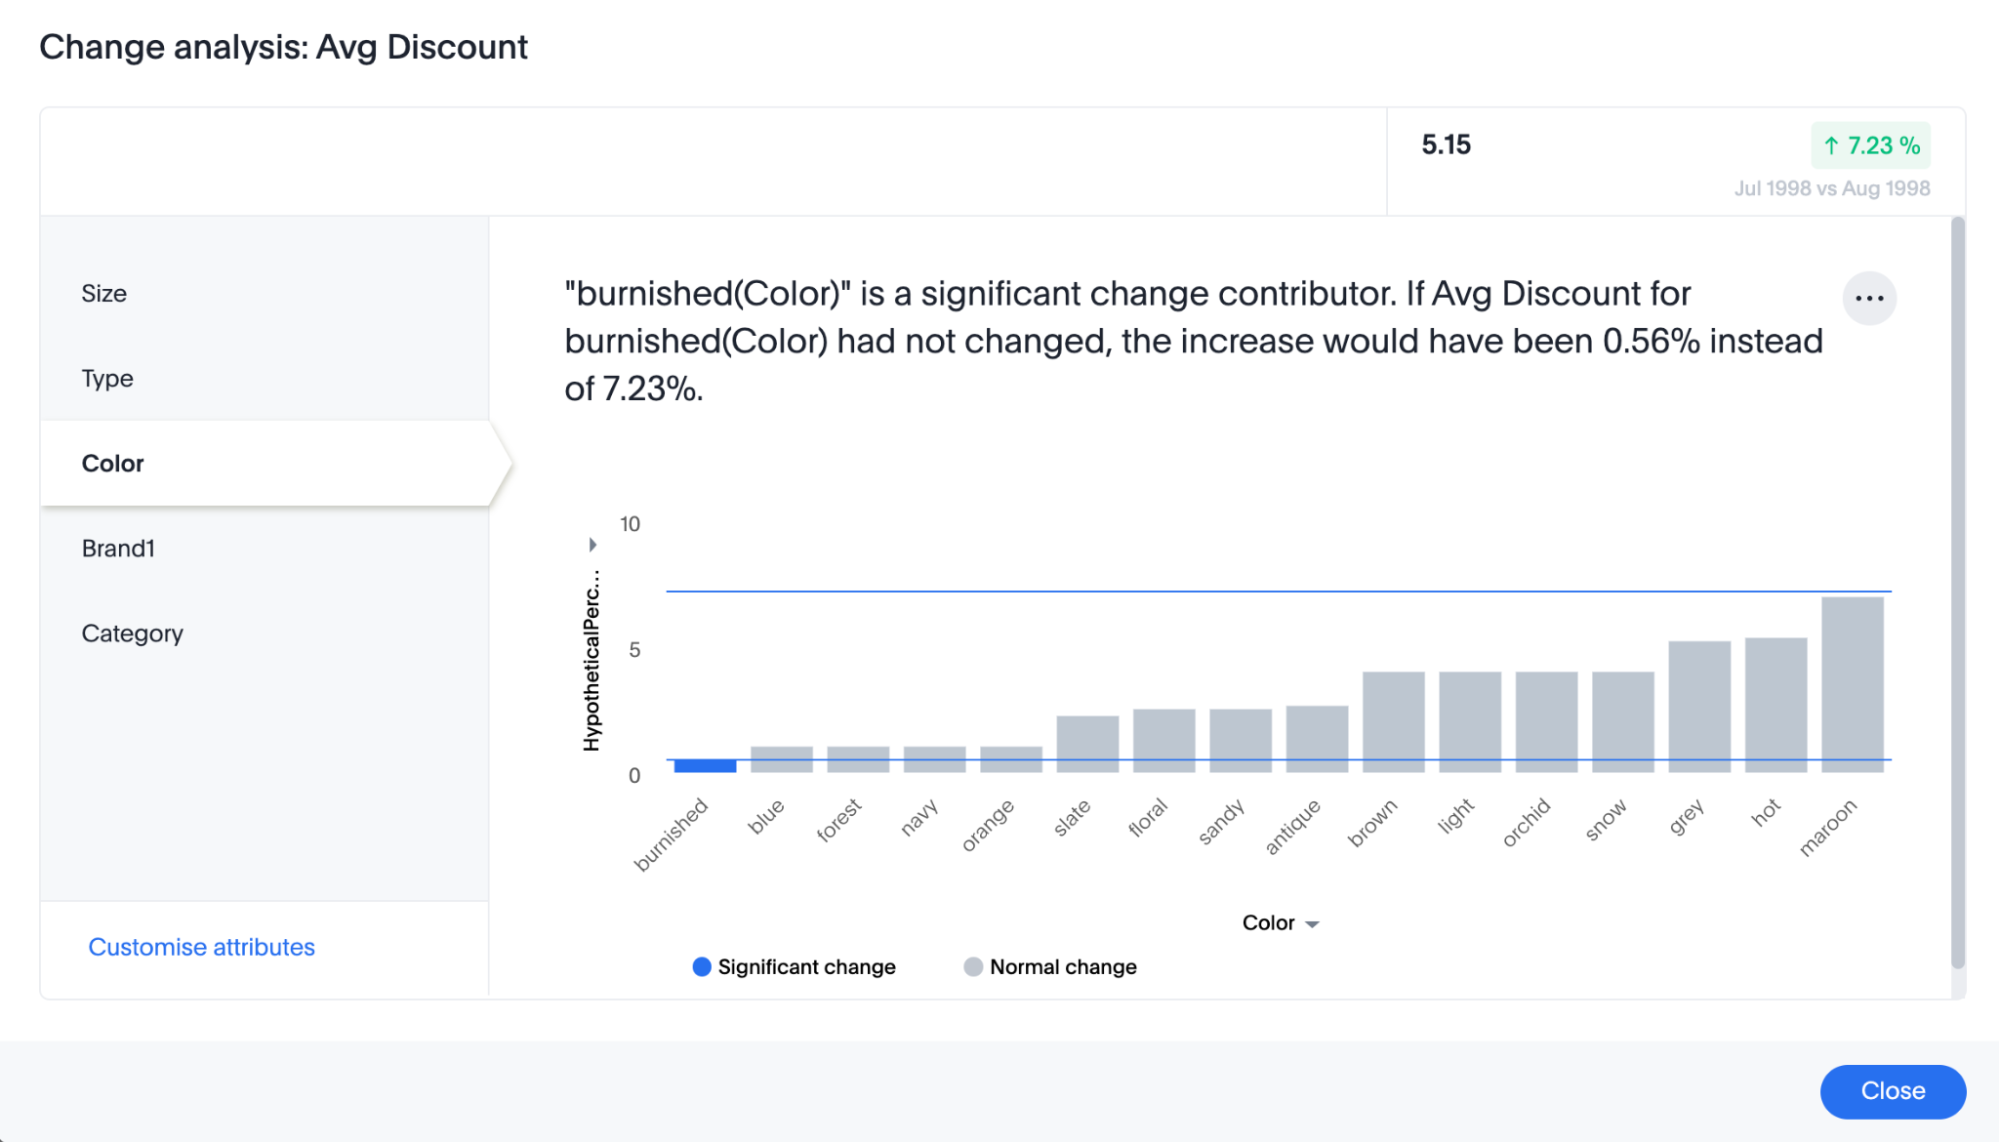 Change analysis: Avg Discount
5.15
↑ 7.23 %
Jul 1998 vs Aug 1998
Size
Type
Color
Brand1
Category
Customise attributes
"burnished(Color)" is a significant change contributor. If Avg Discount for
burnished(Color) had not changed, the increase would have been 0.56% instead
of 7.23%.
HypotheticalPerc...
10
5
0
burnished
blue
forest
navy
orange
slate
floral
sandy
antique
brown
light
orchid
snow
grey
hot
maroon
Color
Significant change
Normal change
Close